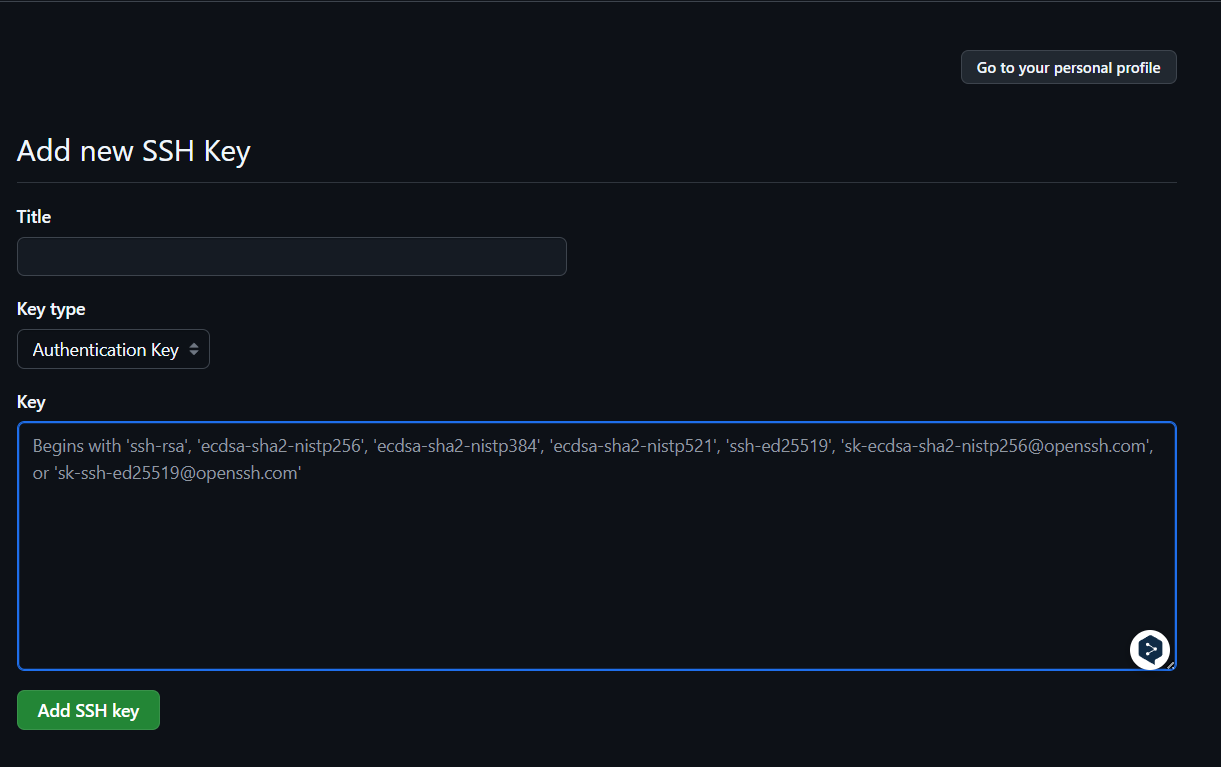 Go to your personal profile
Add new SSH Key
Title
Key type
Authentication Key
Key
Begins with 'ssh-rsa', 'ecdsa-sha2-nistp256', 'ecdsa-sha2-nistp384', 'ecdsa-sha2-nistp521', 'ssh-ed25519', 'sk-ecdsa-sha2-nistp256@openssh.com',
or 'sk-ssh-ed25519@openssh.com'
Add SSH key